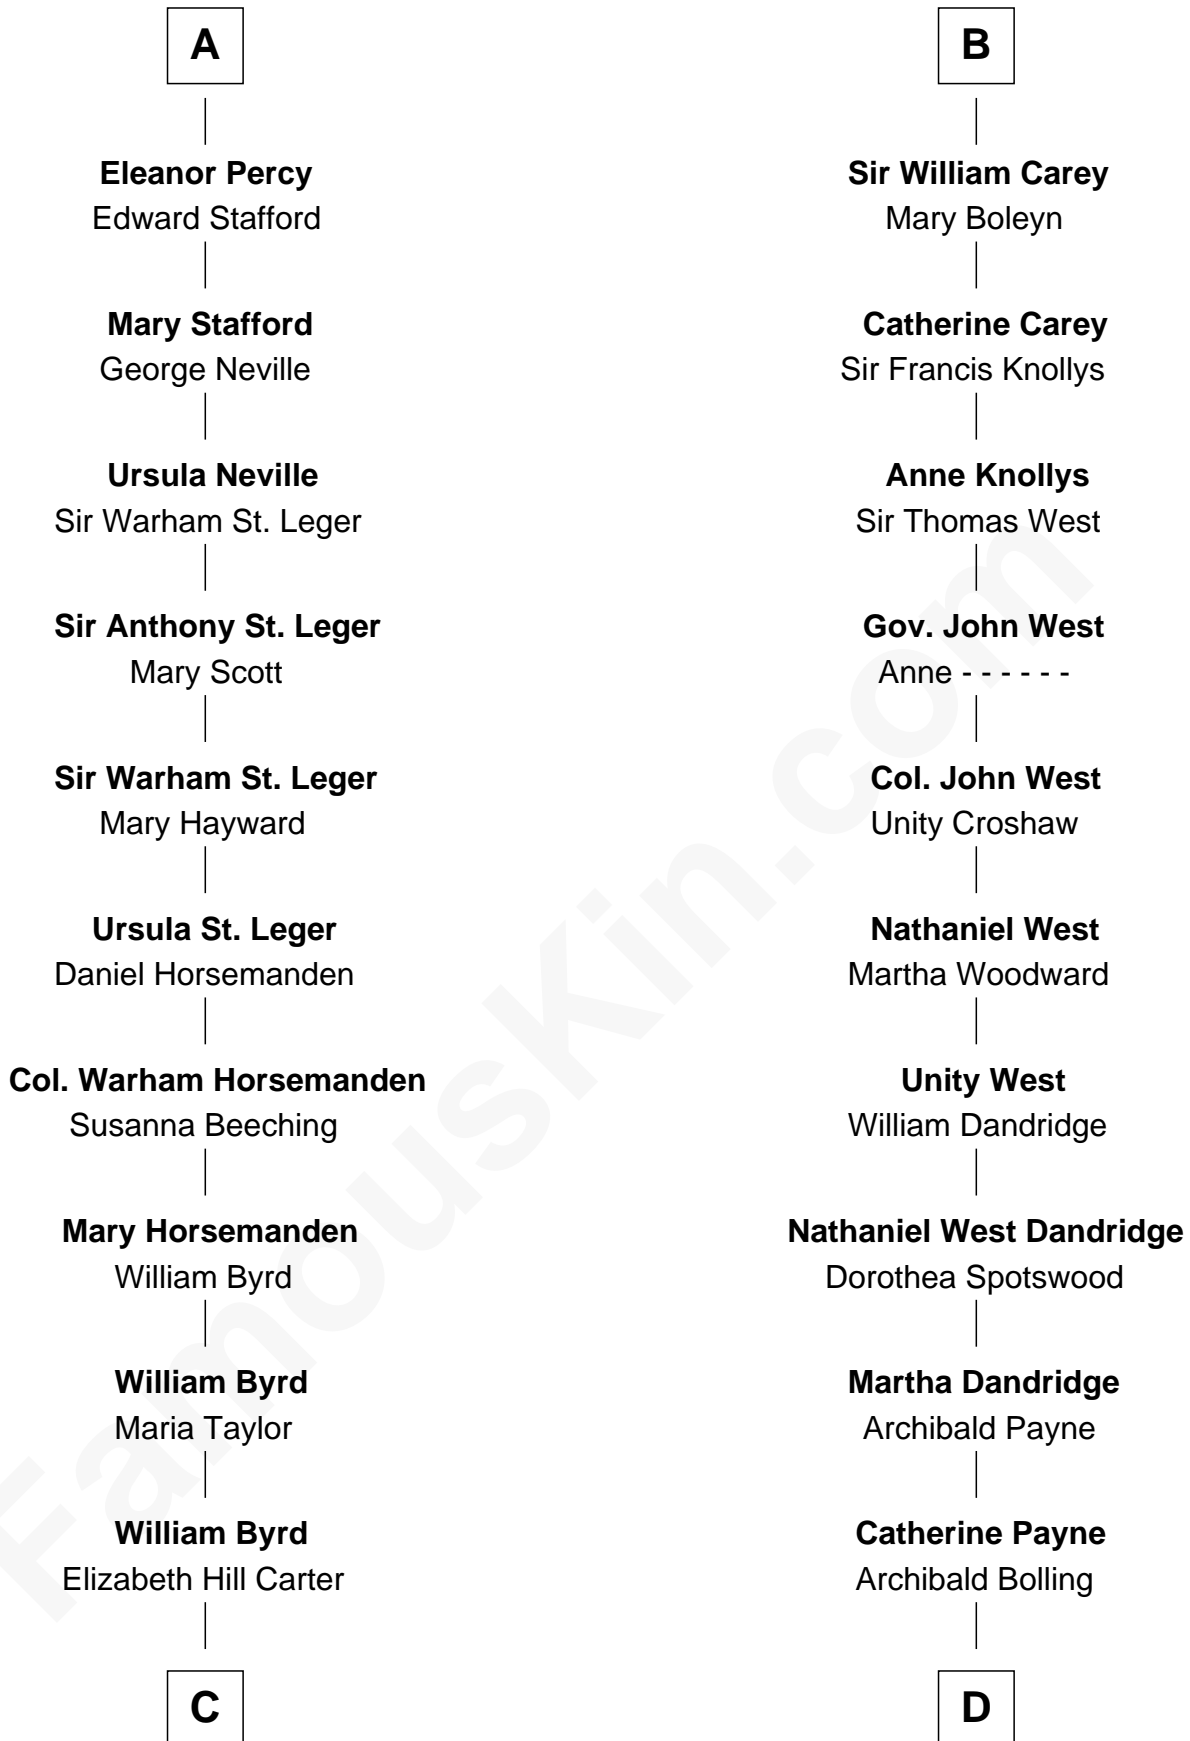 A
Eleanor Percy
Edward Stafford
Mary Stafford
George Neville
Ursula Neville
Sir Warham St. Leger
Sir Anthony St. Leger
Mary Scott
Sir Warham St. Leger
Mary Hayward
Ursula St. Leger
Daniel Horsemanden
Col. Warham Horsemanden
Susanna Beeching
Mary Horsemanden
William Byrd
William Byrd
Maria Taylor
William Byrd
Elizabeth Hill Carter
C
B
Sir William Carey
Mary Boleyn
Catherine Carey
Sir Francis Knollys
Anne Knollys
Sir Thomas West
Gov. John West
Anne - - - - - -
Col. John West
Unity Croshaw
Nathaniel West
Martha Woodward
Unity West
William Dandridge
Nathaniel West Dandridge
Dorothea Spotswood
Martha Dandridge
Archibald Payne
Catherine Payne
Archibald Bolling
D
FamousKin.com